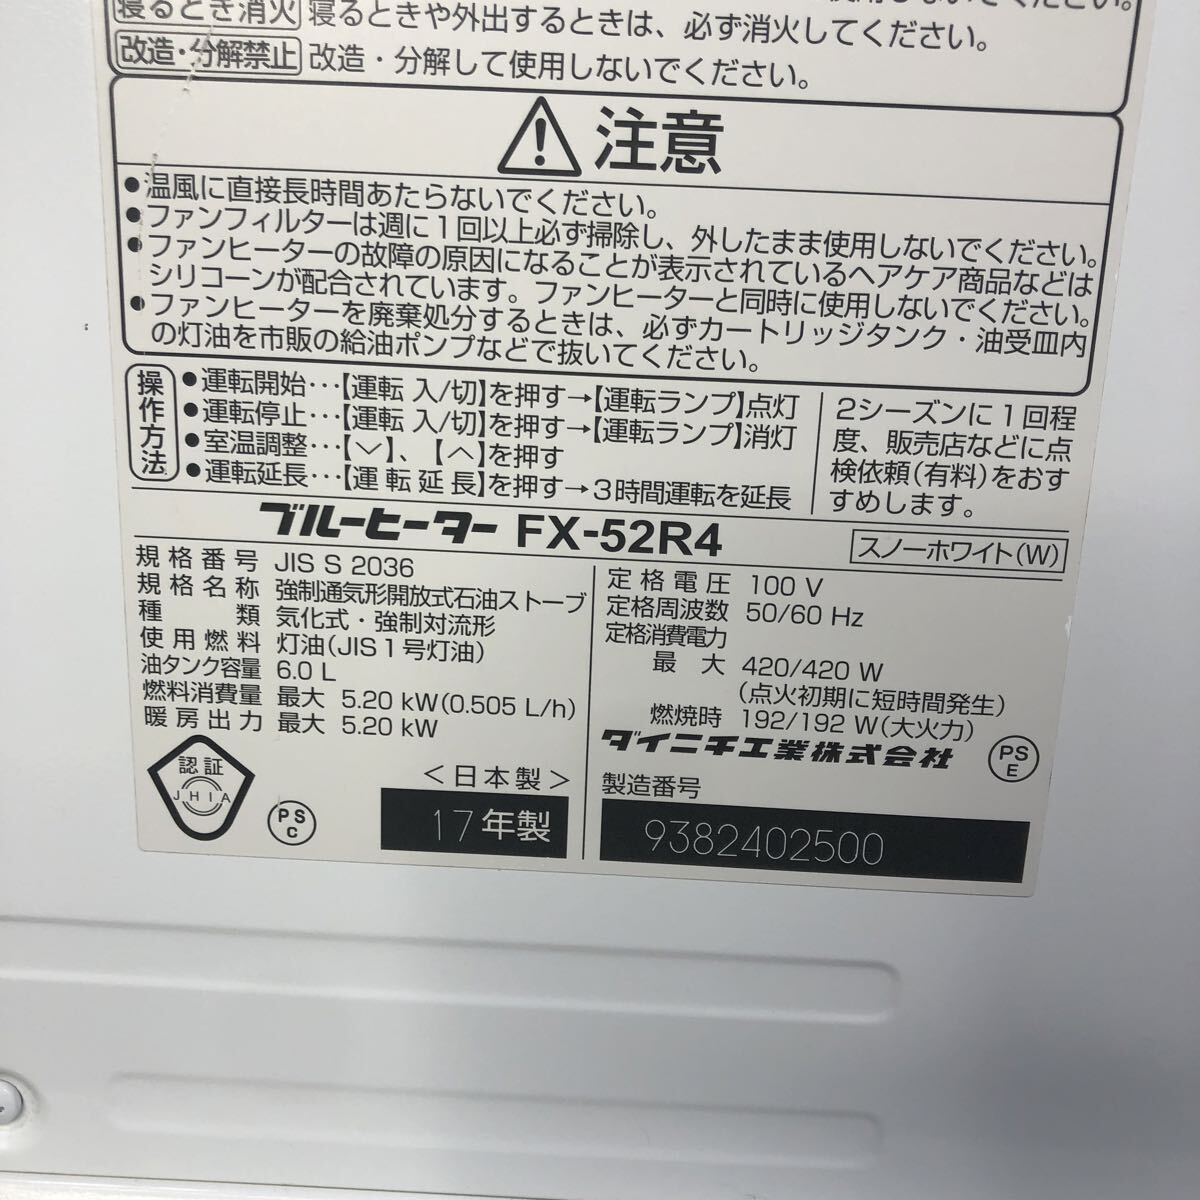 使用しないでください。
寝るとき消火 寝るときや外出するときは、必ず消火してください。
改造・分解禁止 改造・分解して使用しないでください。
注意
●温風に直接長時間あたらないでください。
●ファンフィルターは週に1回以上必ず掃除し、外したまま使用しないでください。
●ファンヒーターの故障の原因になることが表示されているヘアケア商品などは
シリコーンが配合されています。ファンヒーターと同時に使用しないでください。
●ファンヒーターを廃棄処分するときは、必ずカートリッジタンク・油受皿内
の灯油を市販の給油ポンプなどで抜いてください。
操作方法
●運転開始…【運転 入/切】を押す→【運転ランプ】点灯
●運転停止…【運転 入/切】を押す→【運転ランプ】消灯
●室温調整…【﹀】、【︿】を押す
●運転延長…【運転延長】を押す→3時間運転を延長
2シーズンに1回程
度、販売店などに点
検依頼(有料)をおす
すめします。
ブルーヒーター FX-52R4
スノーホワイト(W)
規格番号 JIS S 2036
規格名称 強制通気形開放式石油ストーブ
種類 気化式・強制対流形
使用燃料 灯油(JIS1号灯油)
油タンク容量 6.0 L
燃料消費量 最大 5.20 kW(0.505 L/h)
暖房出力 最大 5.20 kW
定格電圧 100 V
定格周波数 50/60 Hz
定格消費電力
最大 420/420 W
(点火初期に短時間発生)
燃焼時 192/192 W(大火力)
ダイニチ工業株式会社
PS E
認証
JHIA
PS C
<日本製>
17年製
製造番号
9382402500